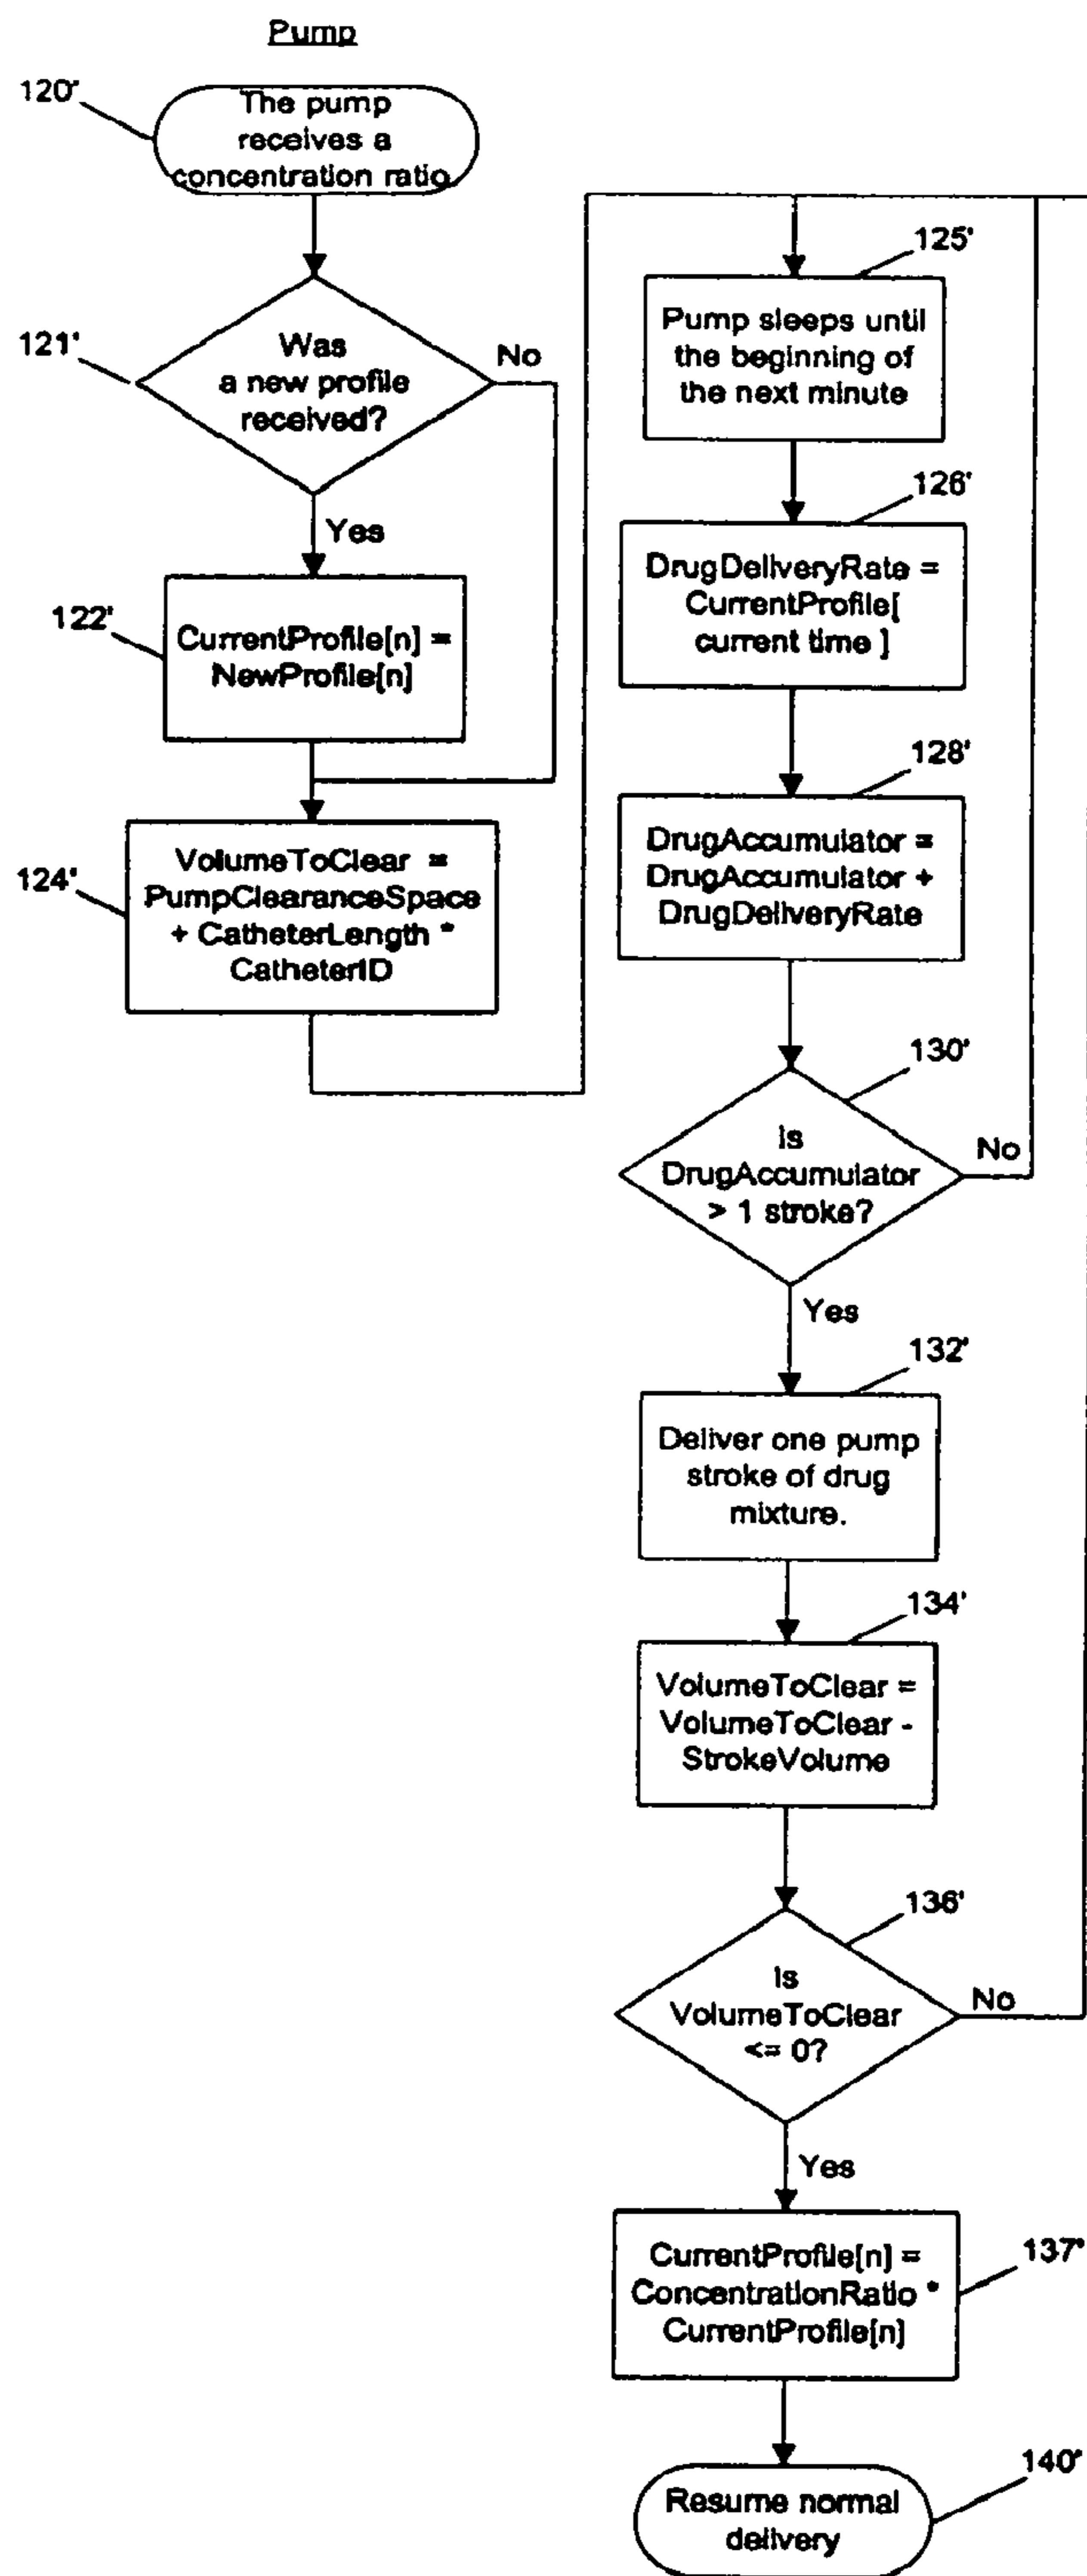 Pump
120'
The pump
receives a
concentration ratio.
121'
Was
a new profile
received?
No
Yes
122'
CurrentProfile[n] =
NewProfile[n]
124'
VolumeToClear =
PumpClearanceSpace
+ CatheterLength *
CatheterID
125'
Pump sleeps until
the beginning of
the next minute
126'
DrugDeliveryRate =
CurrentProfile[
current time ]
128'
DrugAccumulator =
DrugAccumulator +
DrugDeliveryRate
130'
Is
DrugAccumulator
> 1 stroke?
No
Yes
132'
Deliver one pump
stroke of drug
mixture.
134'
VolumeToClear =
VolumeToClear -
StrokeVolume
136'
Is
VolumeToClear
<= 0?
No
Yes
137'
CurrentProfile[n] =
ConcentrationRatio *
CurrentProfile[n]
140'
Resume normal
delivery